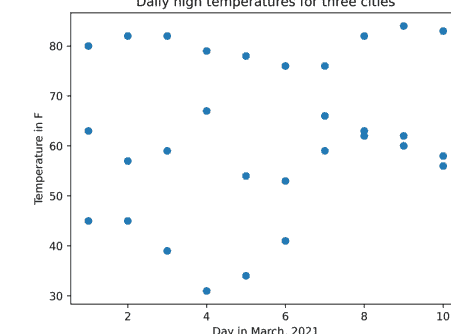 Daily high temperatures for three cities
80
70
60
50
40
30
Temperature in F
2 4 6 8 10
Day in March, 2021